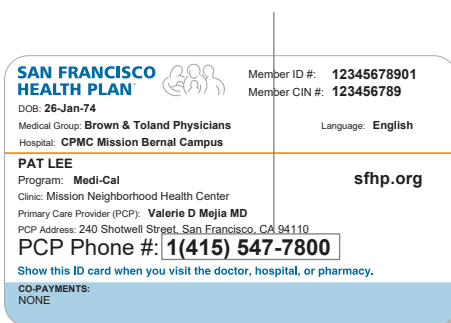 SAN FRANCISCO
HEALTH PLAN
Member ID #: 12345678901
Member CIN #: 123456789
DOB: 26-Jan-74
Medical Group: Brown & Toland Physicians
Language: English
Hospital: CPMC Mission Bernal Campus
PAT LEE
Program: Medi-Cal
sfhp.org
Clinic: Mission Neighborhood Health Center
Primary Care Provider (PCP): Valerie D Mejia MD
PCP Address: 240 Shotwell Street, San Francisco, CA 94110
PCP Phone #: 1(415) 547-7800
Show this ID card when you visit the doctor, hospital, or pharmacy.
CO-PAYMENTS:
NONE